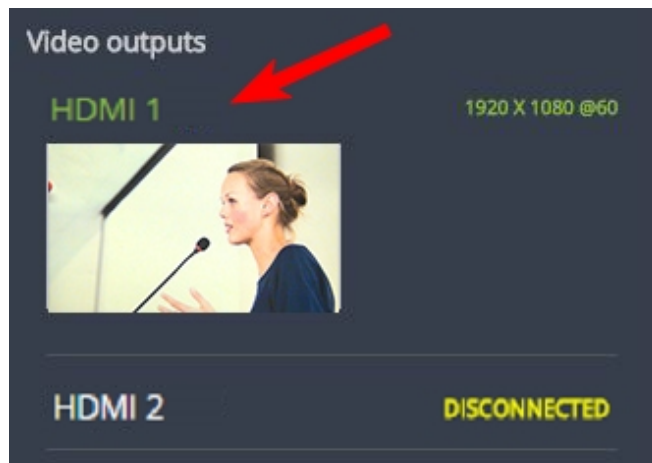 Video outputs
HDMI 1
1920 X 1080 @60
HDMI 2
DISCONNECTED